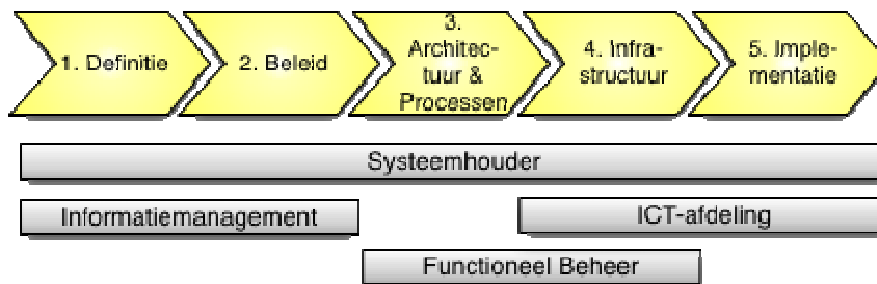 1. Definitie
2. Beleid
3.
Architec-
tuur &
Processen
4. Infra-
structuur
5. Imple-
mentatie
Systeemhouder
Informatiemanagement
ICT-afdeling
Functioneel Beheer